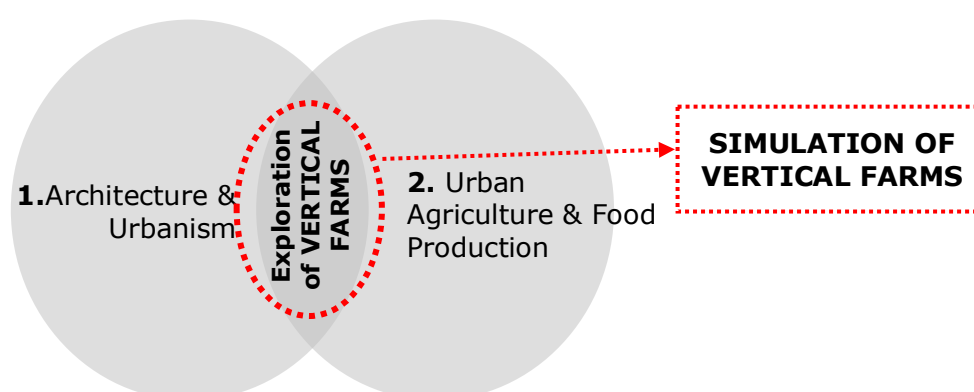 1.Architecture &
Urbanism
Exploration
of VERTICAL
FARMS
2. Urban
Agriculture & Food
Production
SIMULATION OF
VERTICAL FARMS